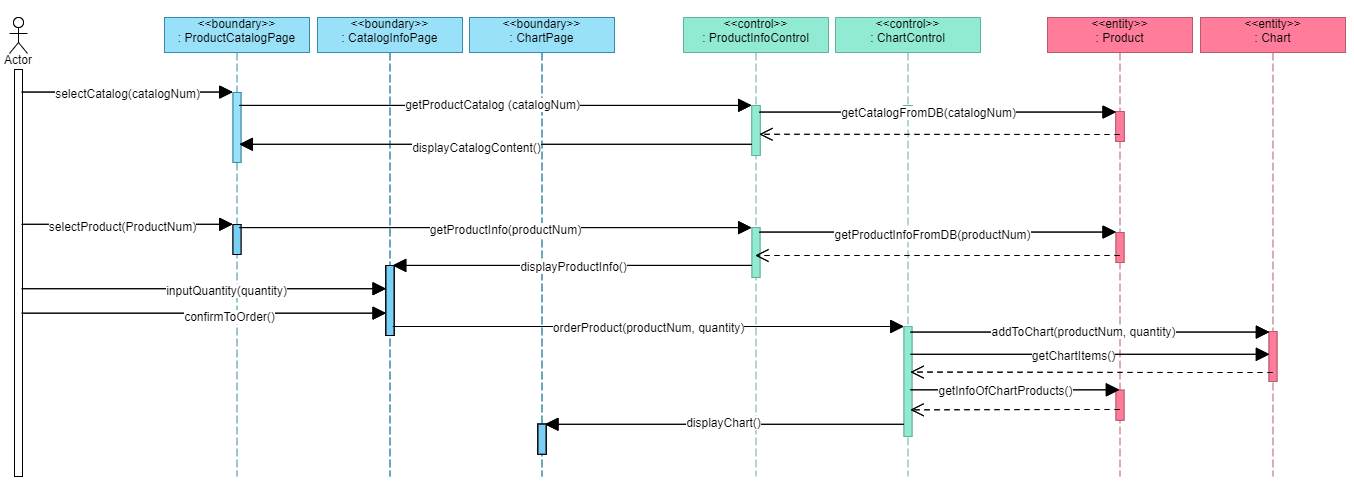 <<boundary>>
: ProductCatalogPage
<<boundary>>
: CatalogInfoPage
<<boundary>>
: ChartPage
<<control>>
: ProductInfoControl
<<control>>
: ChartControl
<<entity>>
: Product
<<entity>>
: Chart
Actor
selectCatalog(catalogNum)
getProductCatalog (catalogNum)
getCatalogFromDB(catalogNum)
displayCatalogContent()
selectProduct(ProductNum)
getProductInfo(productNum)
getProductInfoFromDB(productNum)
displayProductInfo()
inputQuantity(quantity)
confirmToOrder()
orderProduct(productNum, quantity)
addToChart(productNum, quantity)
getChartItems()
getInfoOfChartProducts()
displayChart()